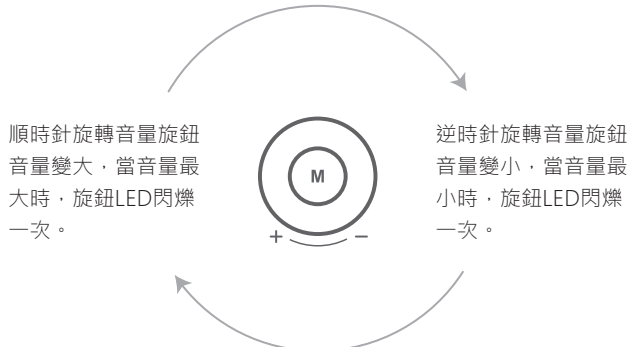 順時針旋轉音量旋鈕
音量變大，當音量最
大時，旋鈕LED閃爍
一次。
M
+ −
逆時針旋轉音量旋鈕
音量變小，當音量最
小時，旋鈕LED閃爍
一次。